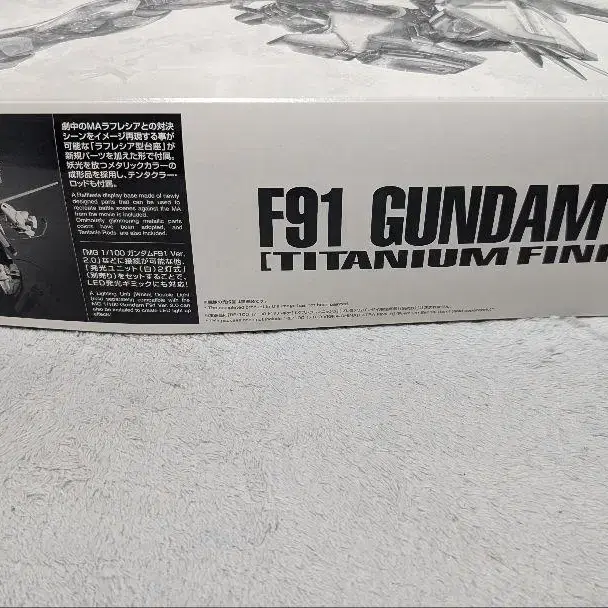 劇中のMAラフレシアとの対決
シーンをイメージ再現する事が
可能な「ラフレシア型台座」が
新規パーツを加えた形で付属。
妖光を放つメタリックカラーの
成形品を採用し、テンタクラー・
ロッドも付属。
A Rafflesia display base made of newly
designed parts that can be used to
recreate battle scenes against the MA
from the movie is included.
Ominously glimmering metallic parts
consist have been adopted, and
Tentacle Rods are also included.
「MG 1/100 ガンダムF91 Ver.
2.0」などに接続が可能な他、
「発光ユニット(白)2灯式」
(別売り)をセットすることで、
LED発光ギミックにも対応!
A Lighting Unit (White) Double Light
(sold separately) compatible with the
MG 1/100 Gundam F91 Ver. 2.0 can
also be included to create LED light up
effects!
F91 GUNDAM
[TITANIUM FINI